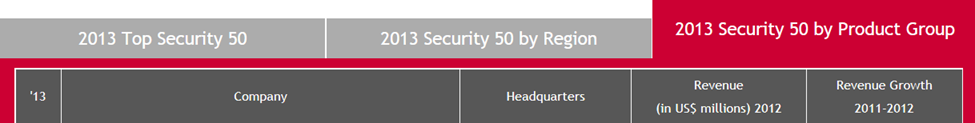 2013 Top Security 50
2013 Security 50 by Region
2013 Security 50 by Product Group
'13
Company
Headquarters
Revenue
(in US$ millions) 2012
Revenue Growth
2011-2012